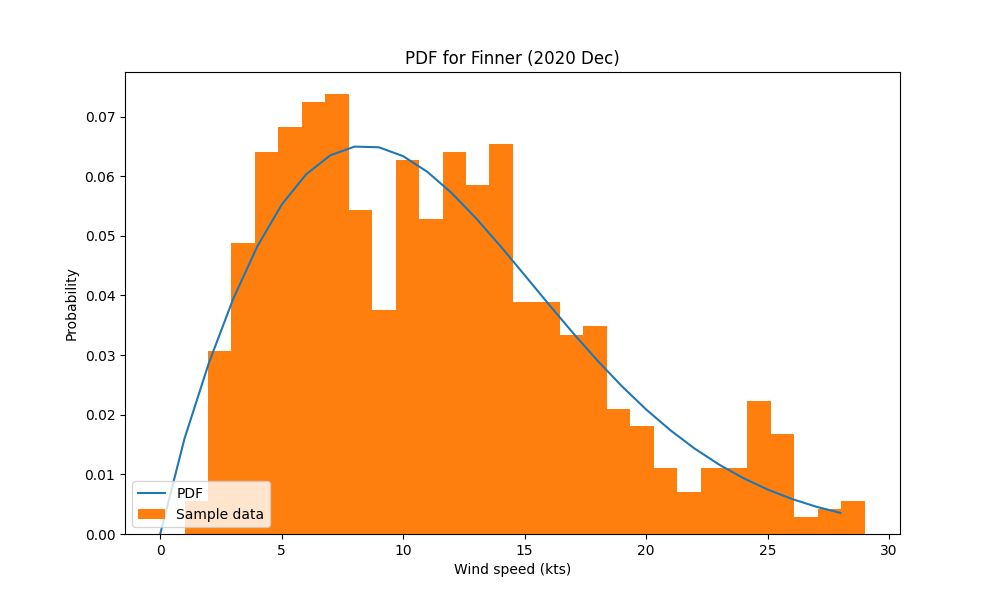 PDF for Finner (2020 Dec)
Probability
0.07
0.06
0.05
0.04
0.03
0.02
0.01
0.00
PDF
Sample data
0 5 10 15 20 25 30
Wind speed (kts)